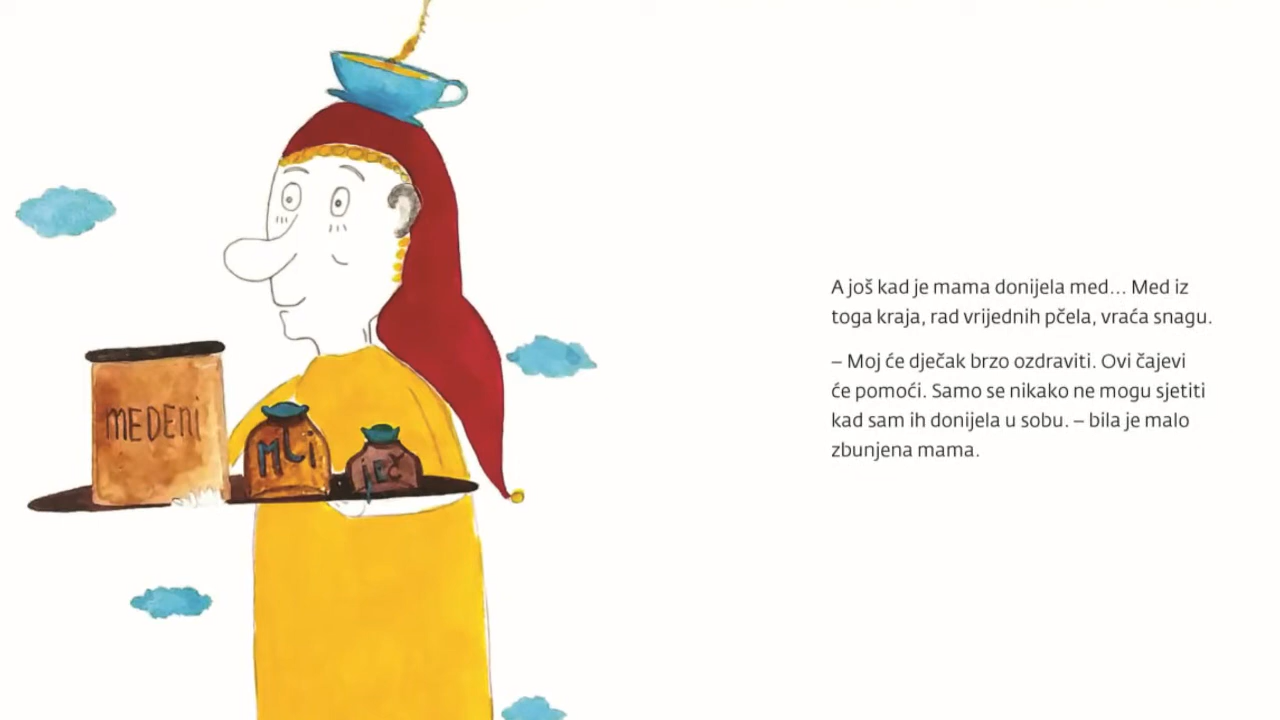 MEDENI
MLi
ječ
A još kad je mama donijela med... Med iz
toga kraja, rad vrijednih pčela, vraća snagu.
– Moj će dječak brzo ozdraviti. Ovi čajevi
će pomoći. Samo se nikako ne mogu sjetiti
kad sam ih donijela u sobu. – bila je malo
zbunjena mama.